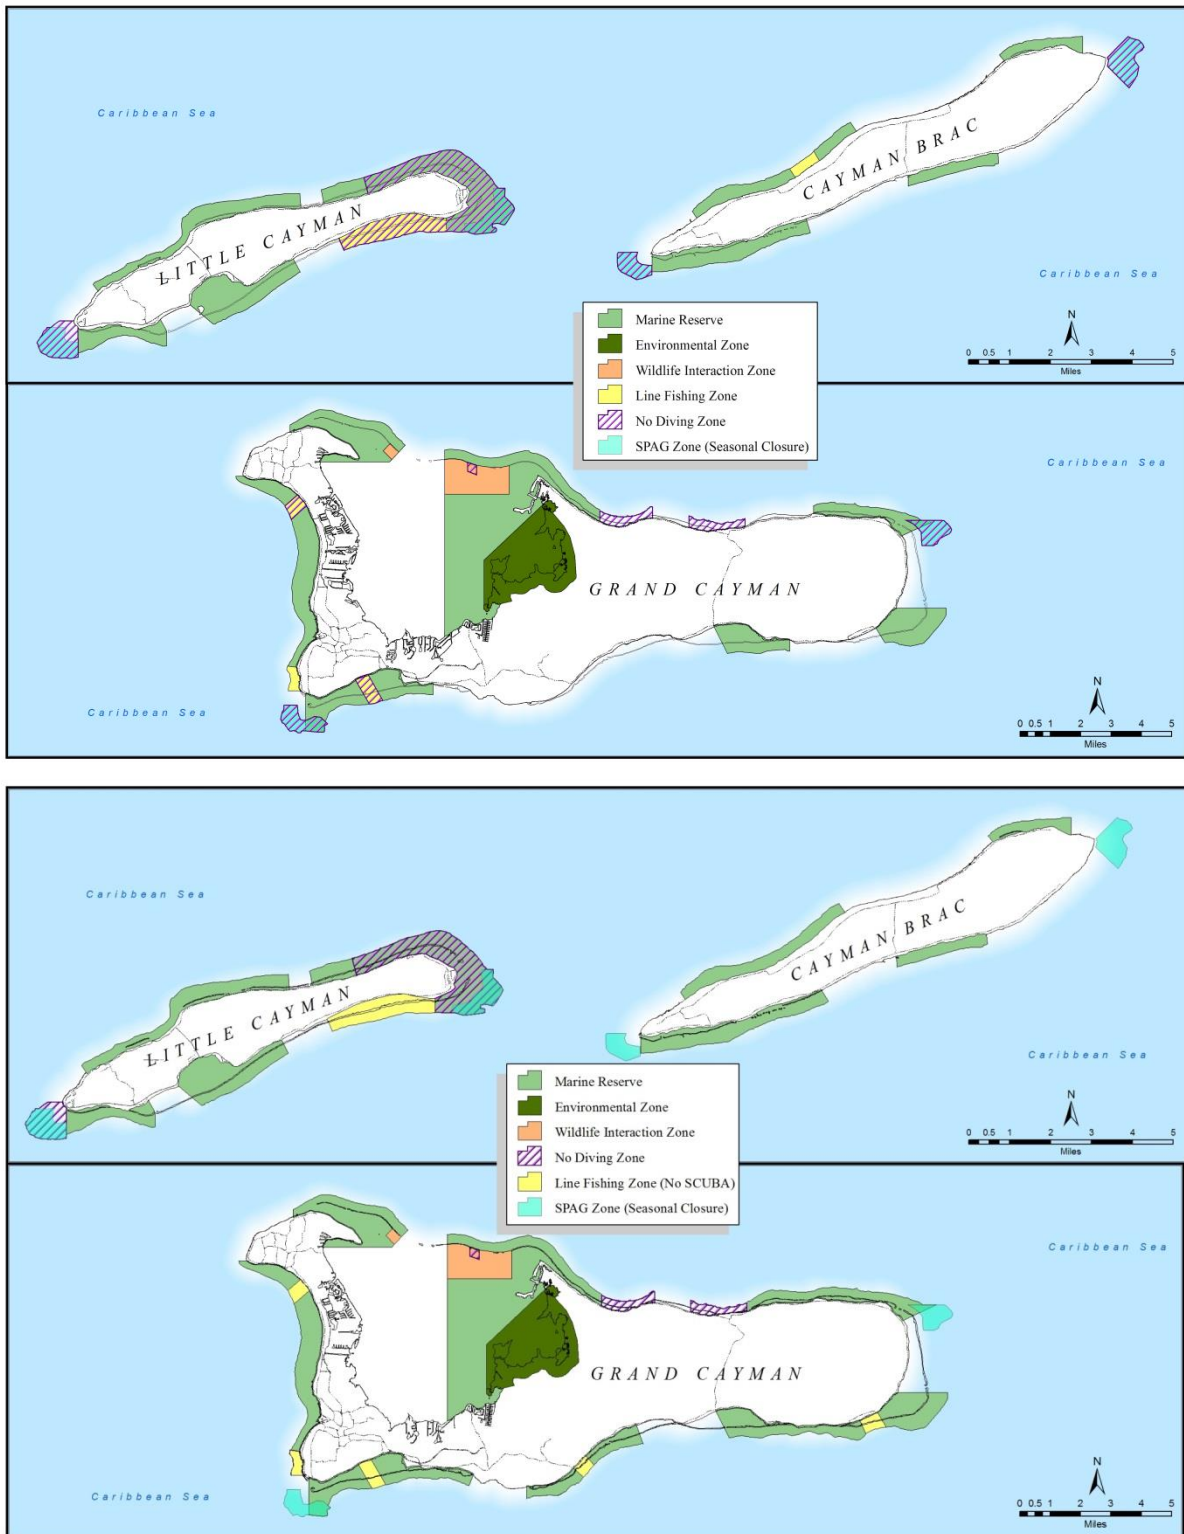 Caribbean Sea
CAYMAN BRAC
LITTLE CAYMAN
Caribbean Sea
Marine Reserve
Environmental Zone
Wildlife Interaction Zone
Line Fishing Zone
No Diving Zone
SPAG Zone (Seasonal Closure)
N
0 0.5 1 2 3 4 5
Miles
Caribbean Sea
GRAND CAYMAN
Caribbean Sea
N
0 0.5 1 2 3 4 5
Miles
Caribbean Sea
CAYMAN BRAC
LITTLE CAYMAN
Caribbean Sea
Marine Reserve
Environmental Zone
Wildlife Interaction Zone
No Diving Zone
Line Fishing Zone (No SCUBA)
SPAG Zone (Seasonal Closure)
N
0 0.5 1 2 3 4 5
Miles
Caribbean Sea
GRAND CAYMAN
Caribbean Sea
N
0 0.5 1 2 3 4 5
Miles